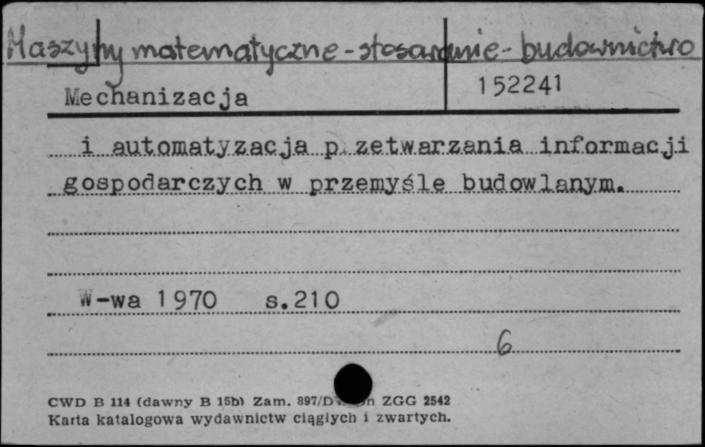 Maszyny matematyczne - stosowanie - budownictwo
Mechanizacja
152241
i automatyzacja p zetwarzania informacji
gospodarczych w przemyśle budowlanym.
W-wa 1970 s.210
6
CWD B 114 (dawny B 15b) Zam. 897/D n ZGG 2542
Karta katalogowa wydawnictw ciągłych i zwartych.